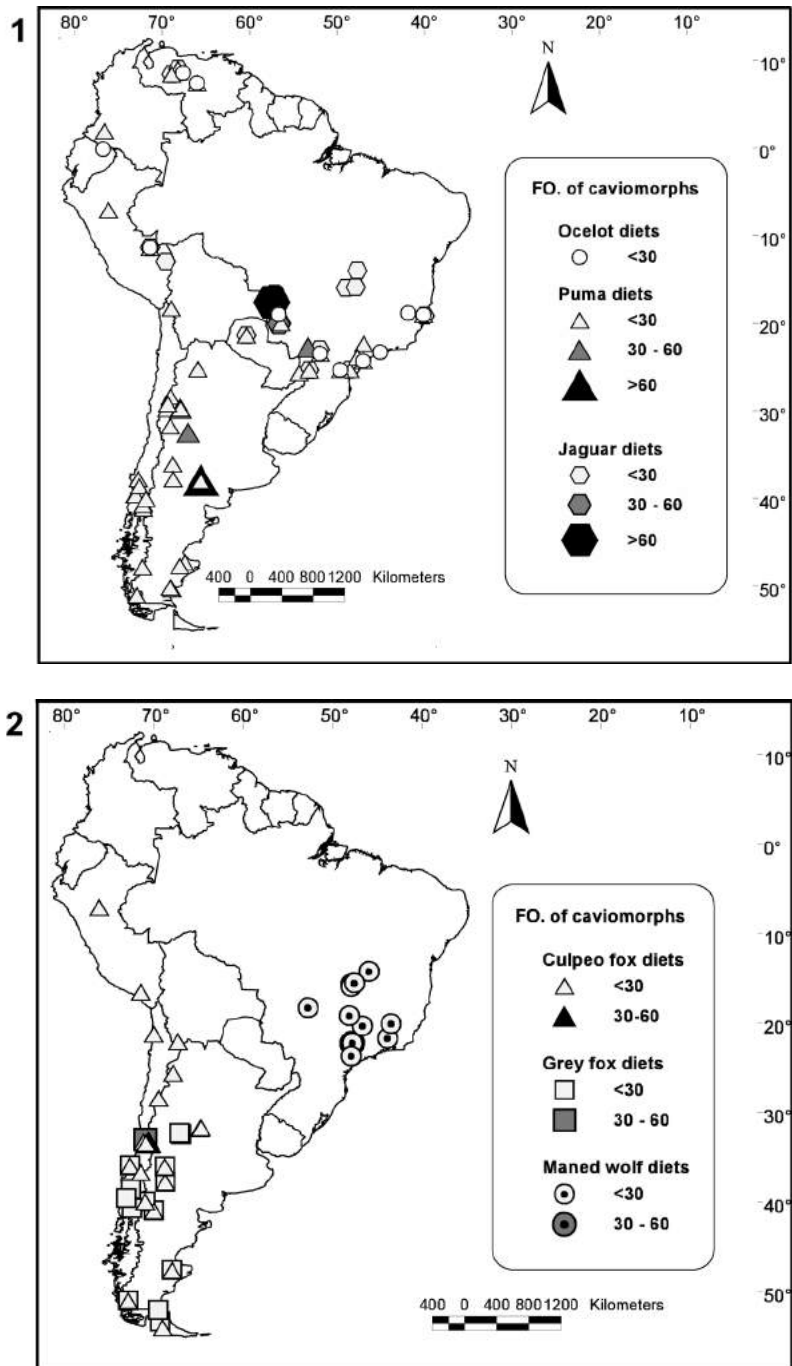 1
80° 70° 60° 50° 40° 30° 20° 10°
10°
N
0°
10°
20°
30°
40°
50°
FO. of caviomorphs
Ocelot diets
<30
Puma diets
<30
30 - 60
>60
Jaguar diets
<30
30 - 60
>60
400 0 400 800 1200 Kilometers
2
80° 70° 60° 50° 40° 30° 20° 10°
10°
N
0°
10°
20°
30°
40°
50°
FO. of caviomorphs
Culpeo fox diets
<30
30-60
Grey fox diets
<30
30 - 60
Maned wolf diets
<30
30 - 60
400 0 400 800 1200 Kilometers